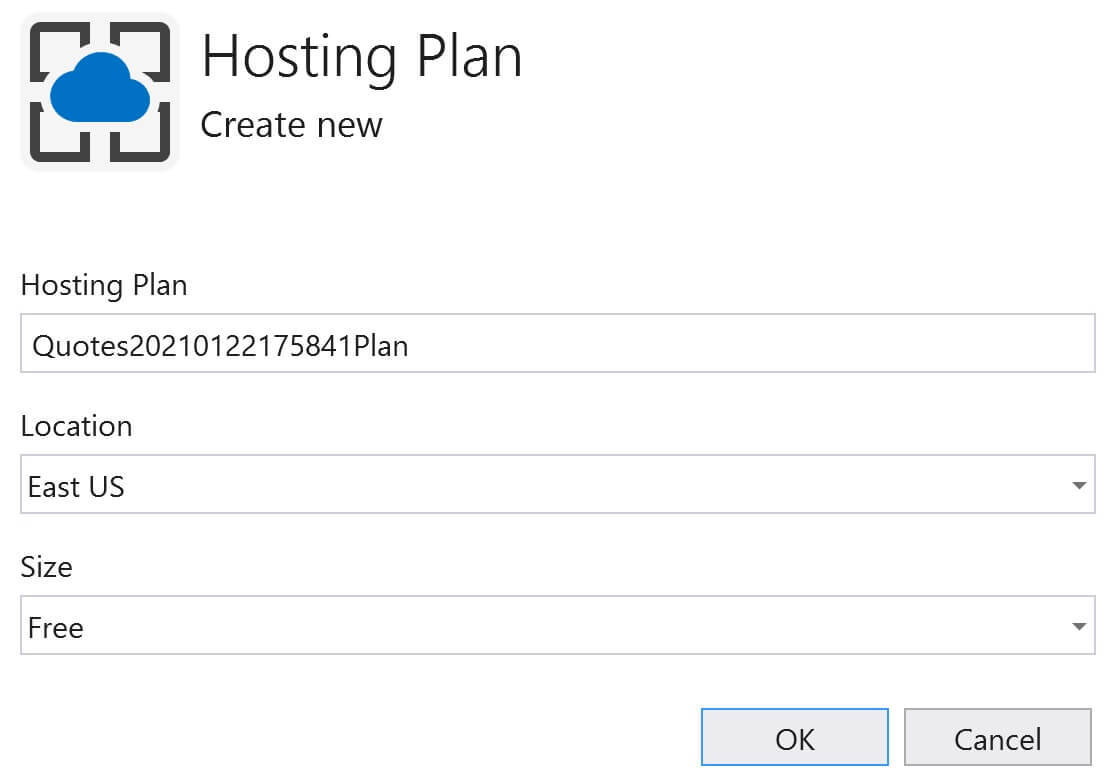 Hosting Plan
Create new
Hosting Plan
Quotes20210122175841Plan
Location
East US
Size
Free
OK Cancel